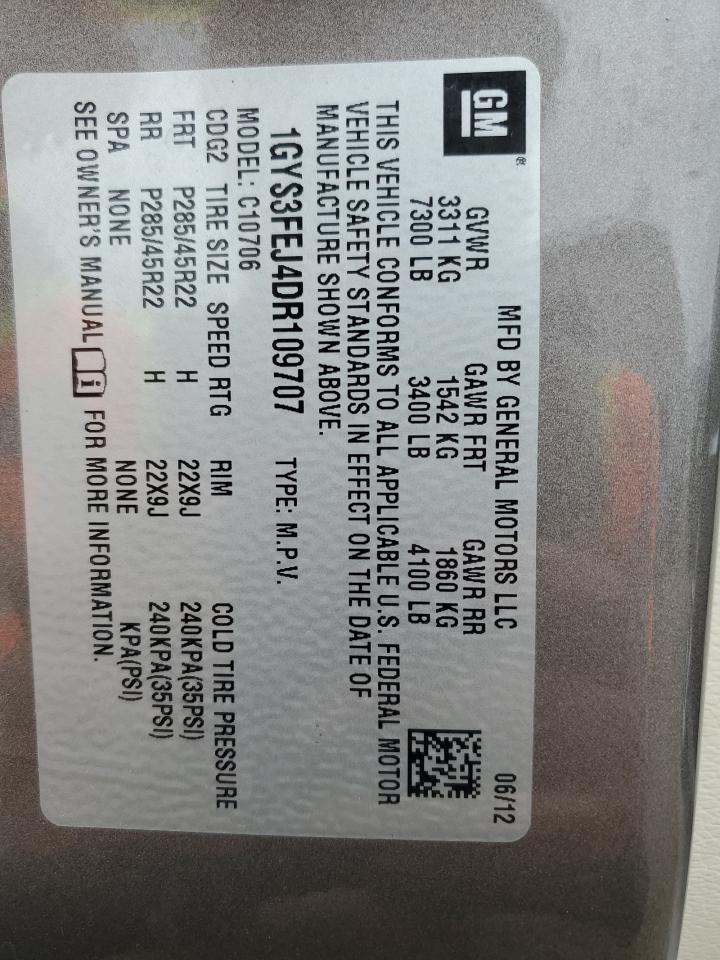 GM®
MFD BY GENERAL MOTORS LLC 06/12
GVWR GAWR FRT GAWR RR
3311 KG 1542 KG 1860 KG
7300 LB 3400 LB 4100 LB
THIS VEHICLE CONFORMS TO ALL APPLICABLE U.S. FEDERAL MOTOR
VEHICLE SAFETY STANDARDS IN EFFECT ON THE DATE OF
MANUFACTURE SHOWN ABOVE.
1GYS3FEJ4DR109707 TYPE: M.P.V.
MODEL: C10706
CDG2 TIRE SIZE SPEED RTG RIM COLD TIRE PRESSURE
FRT P285/45R22 H 22X9J 240KPA(35PSI)
RR P285/45R22 H 22X9J 240KPA(35PSI)
SPA NONE NONE KPA(PSI)
SEE OWNER'S MANUAL i FOR MORE INFORMATION.